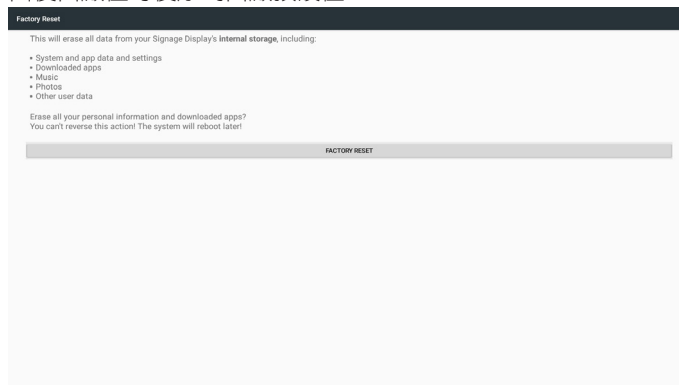 Factory Reset
This will erase all data from your Signage Display's internal storage, including:
▪ System and app data and settings
▪ Downloaded apps
▪ Music
▪ Photos
▪ Other user data
Erase all your personal information and downloaded apps?
You can't reverse this action! The system will reboot later!
FACTORY RESET